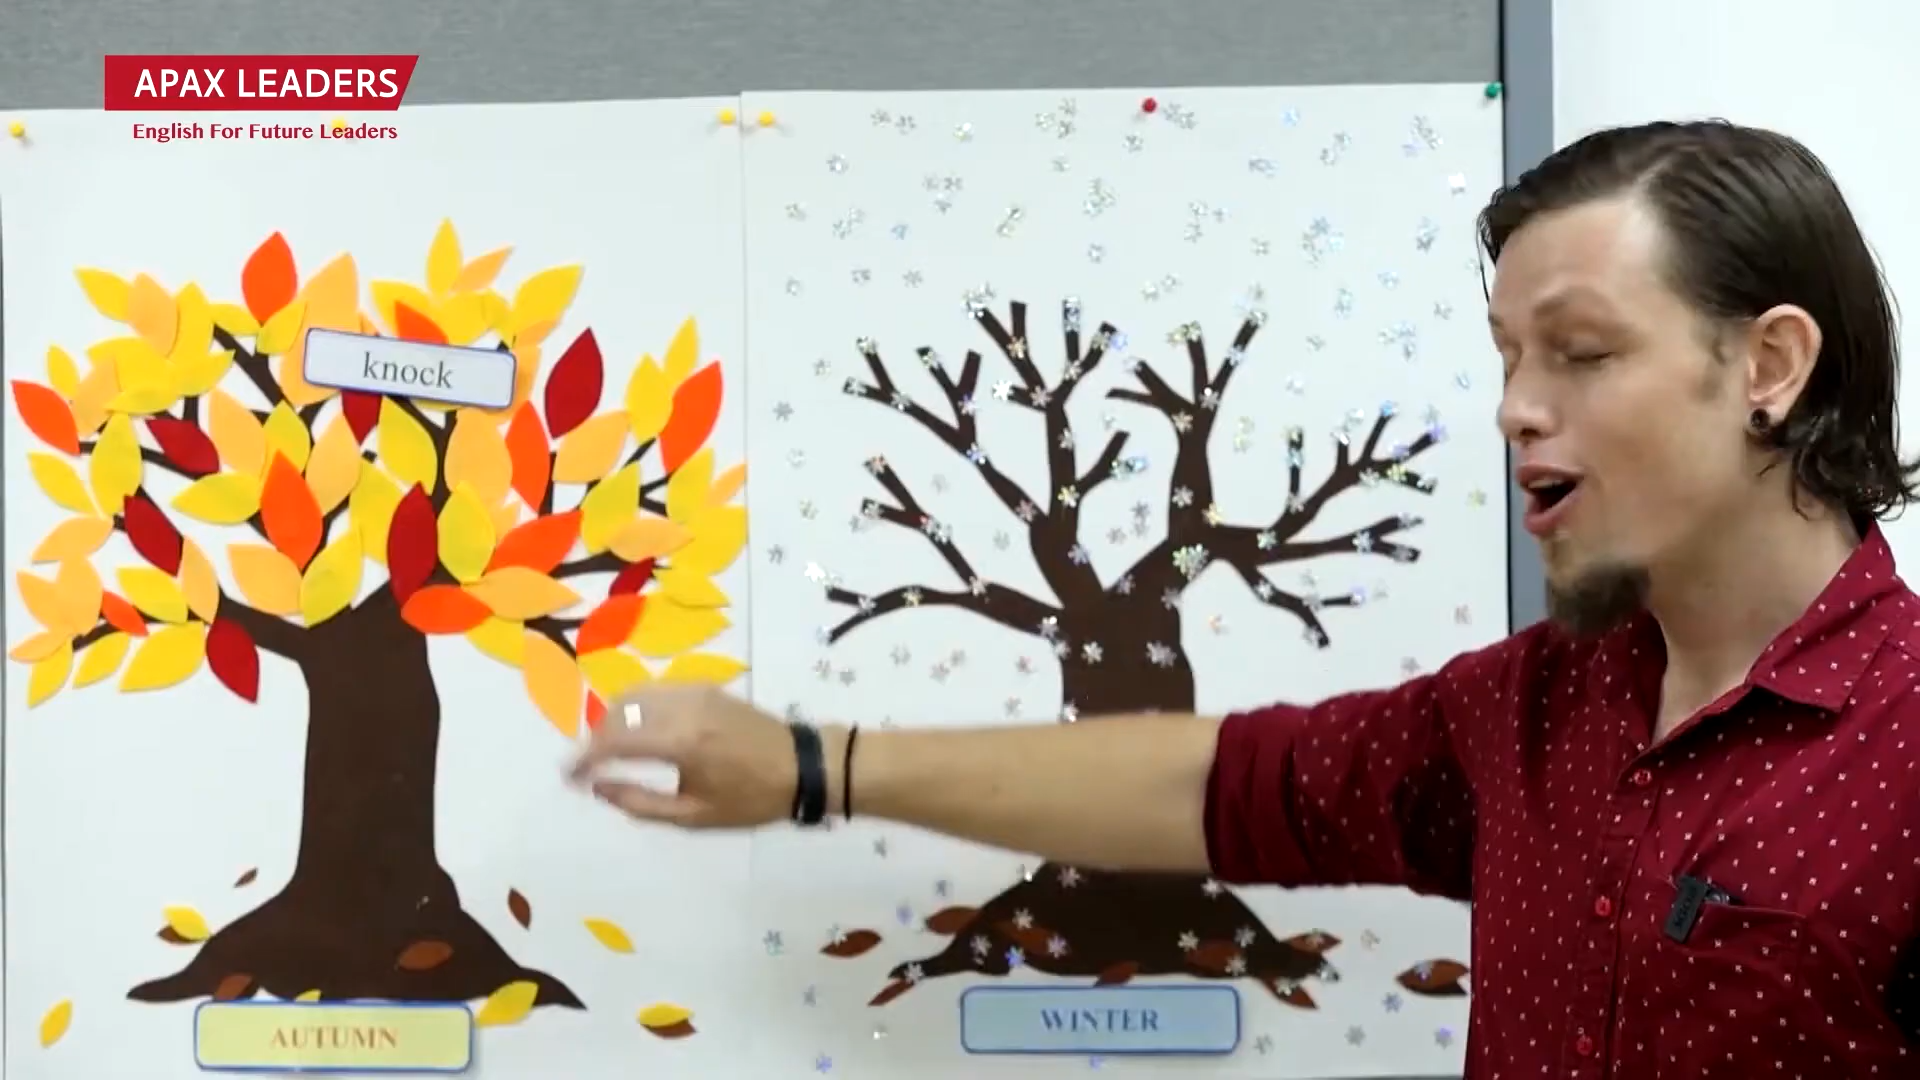 APAX LEADERS
English For Future Leaders
knock
AUTUMN
WINTER